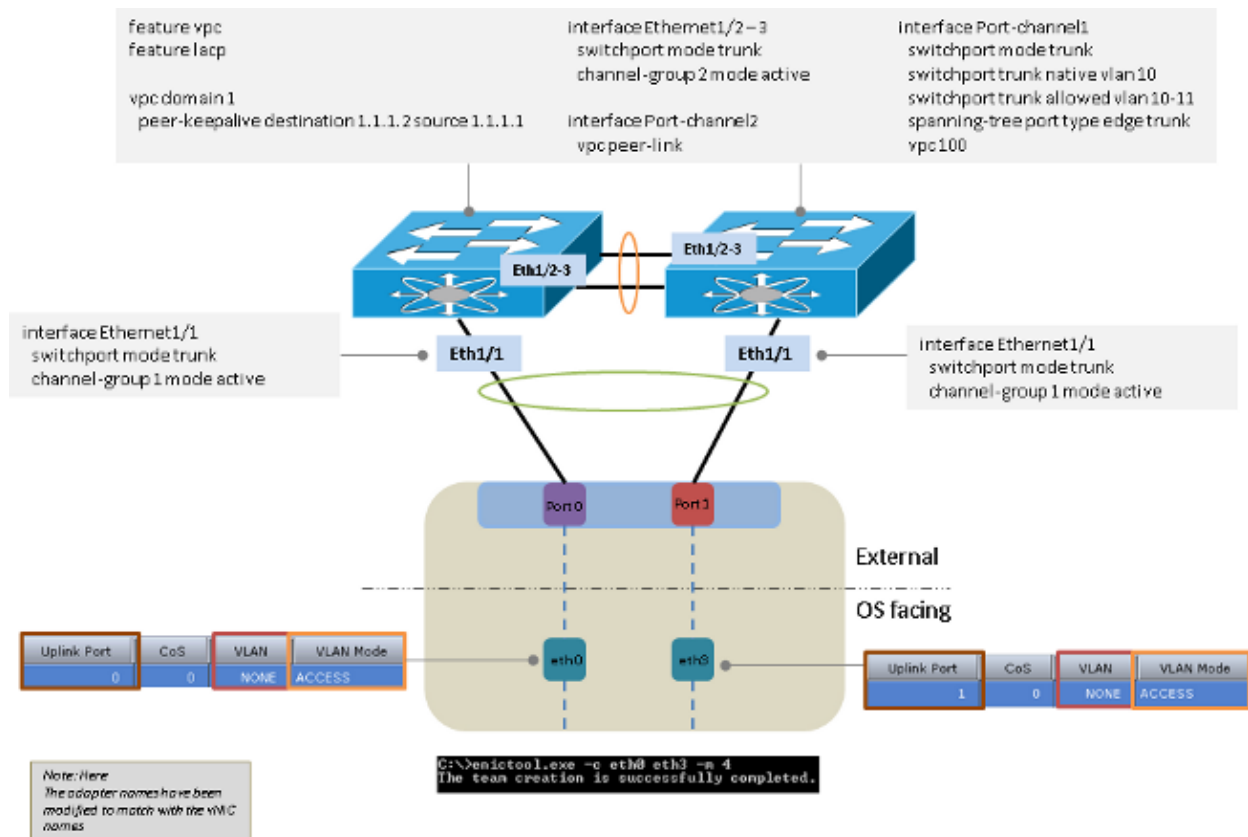 feature vpc
feature lacp
vpc domain 1
peer-keepalive destination 1.1.1.2 source 1.1.1.1
interface Ethernet1/2–3
switchport mode trunk
channel-group 2 mode active
interface Port-channel2
vpc peer-link
interface Port-channel1
switchport mode trunk
switchport trunk native vlan 10
switchport trunk allowed vlan 10-11
spanning-tree port type edge trunk
vpc 100
Eth1/2-3
Eth1/2-3
interface Ethernet1/1
switchport mode trunk
channel-group 1 mode active
Eth1/1
Eth1/1
interface Ethernet1/1
switchport mode trunk
channel-group 1 mode active
Port0
Port1
External
OS facing
Uplink Port CoS VLAN VLAN Mode
0 0 NONE ACCESS
eth0
eth3
Uplink Port CoS VLAN VLAN Mode
1 0 NONE ACCESS
Note: Here
The adapter names have been
modified to match with the vNIC
names
C:\>enictool.exe -c eth0 eth3 -m 4
The team creation is successfully completed.